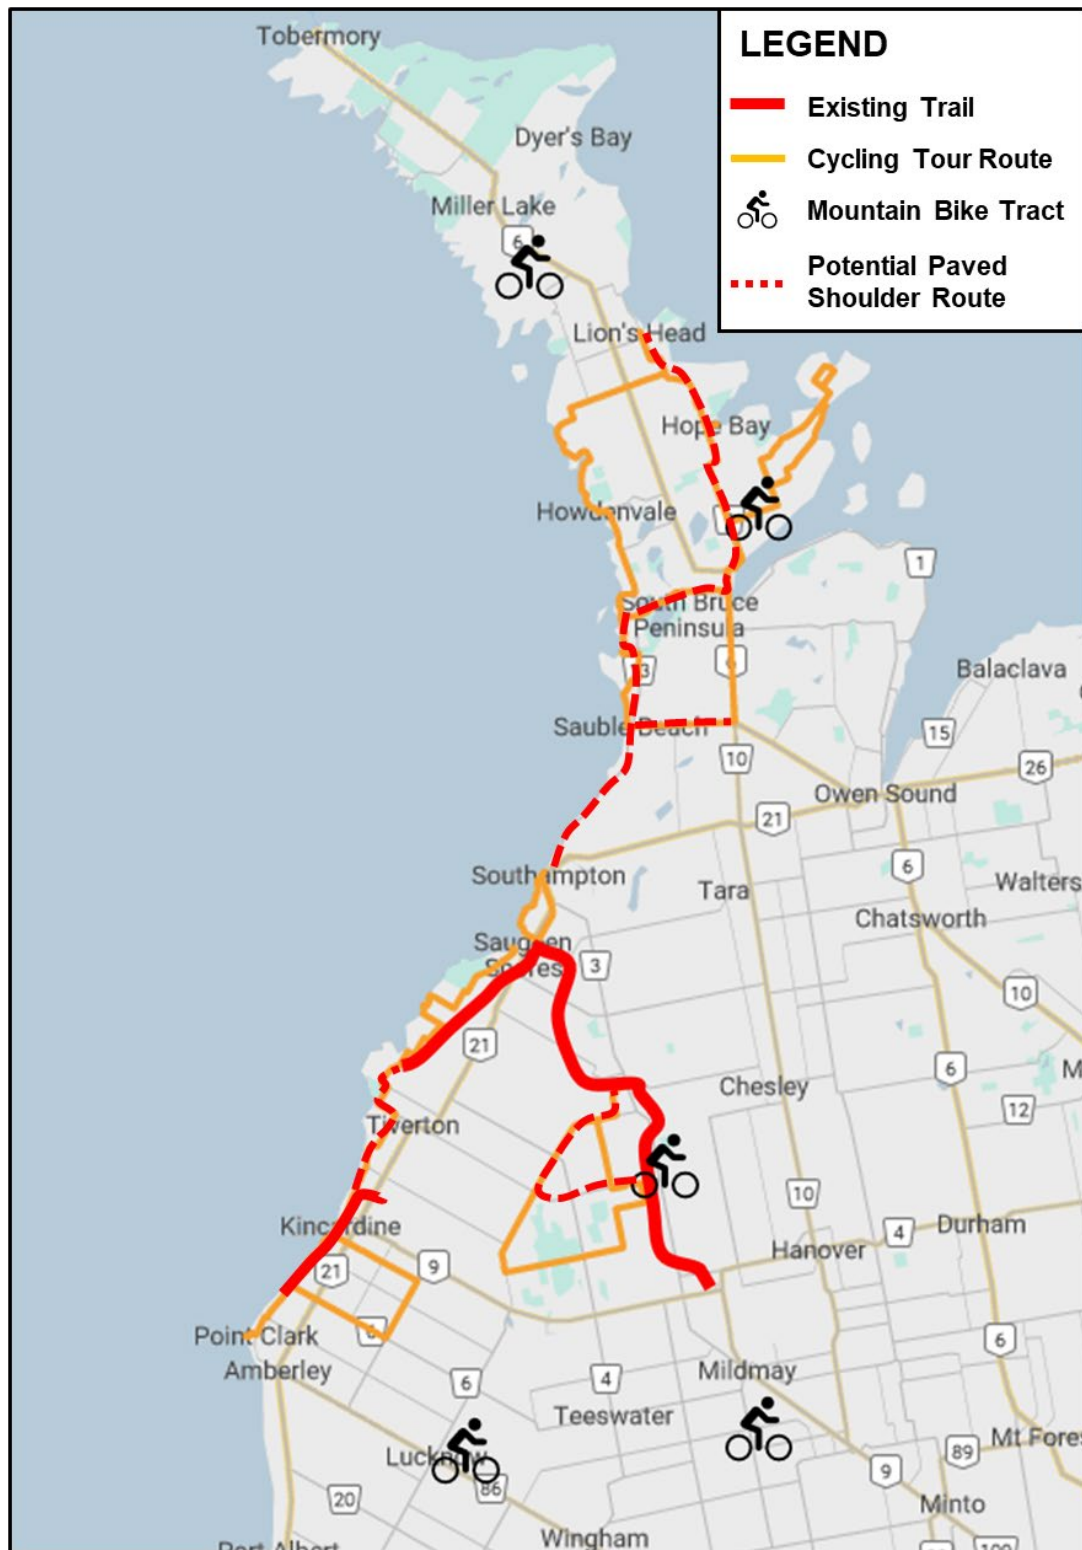 LEGEND
Existing Trail
Cycling Tour Route
Mountain Bike Tract
Potential Paved
Shoulder Route
Tobermory
Dyer's Bay
Miller Lake
6
Lion's Head
Hope Bay
Howdenvale
1
South Bruce
Peninsula
6
Balaclava
Sauble Beach
15
10
26
Owen Sound
21
Southampton
6
Tara
Walters
Chatsworth
Saugeen
Shores
3
10
21
6
Chesley
12
Tiverton
10
Kincardine
4
Durham
Hanover
9
21
Point Clark
6
6
Amberley
4
Mildmay
6
Teeswater
Mt Fores
Lucknow
89
9
86
20
Minto
Wingham
Port Albert